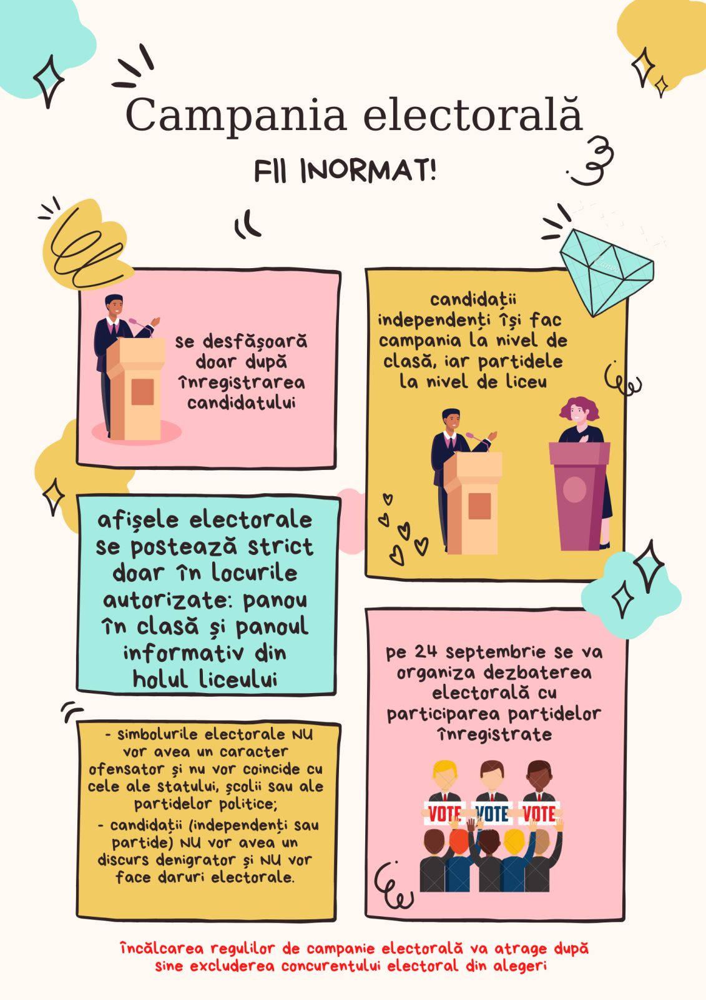 Campania electorală
FII INORMAT!
se desfășoară
doar după
înregistrarea
candidatului
candidații
independenți își fac
campania la nivel de
clasă, iar partidele
la nivel de liceu
afișele electorale
se postează strict
doar în locurile
autorizate: panou
în clasă și panoul
informativ din
holul liceului
pe 24 septembrie se va
organiza dezbaterea
electorală cu
participarea partidelor
înregistrate
VOTE VOTE VOTE
- simbolurile electorale NU
vor avea un caracter
ofensator și nu vor coincide cu
cele ale statului, școlii sau ale
partidelor politice;
- candidații (independenți sau
partide) NU vor avea un
discurs denigrator și NU vor
face daruri electorale.
încălcarea regulilor de campanie electorală va atrage după
sine excluderea concurentului electoral din alegeri
Canva